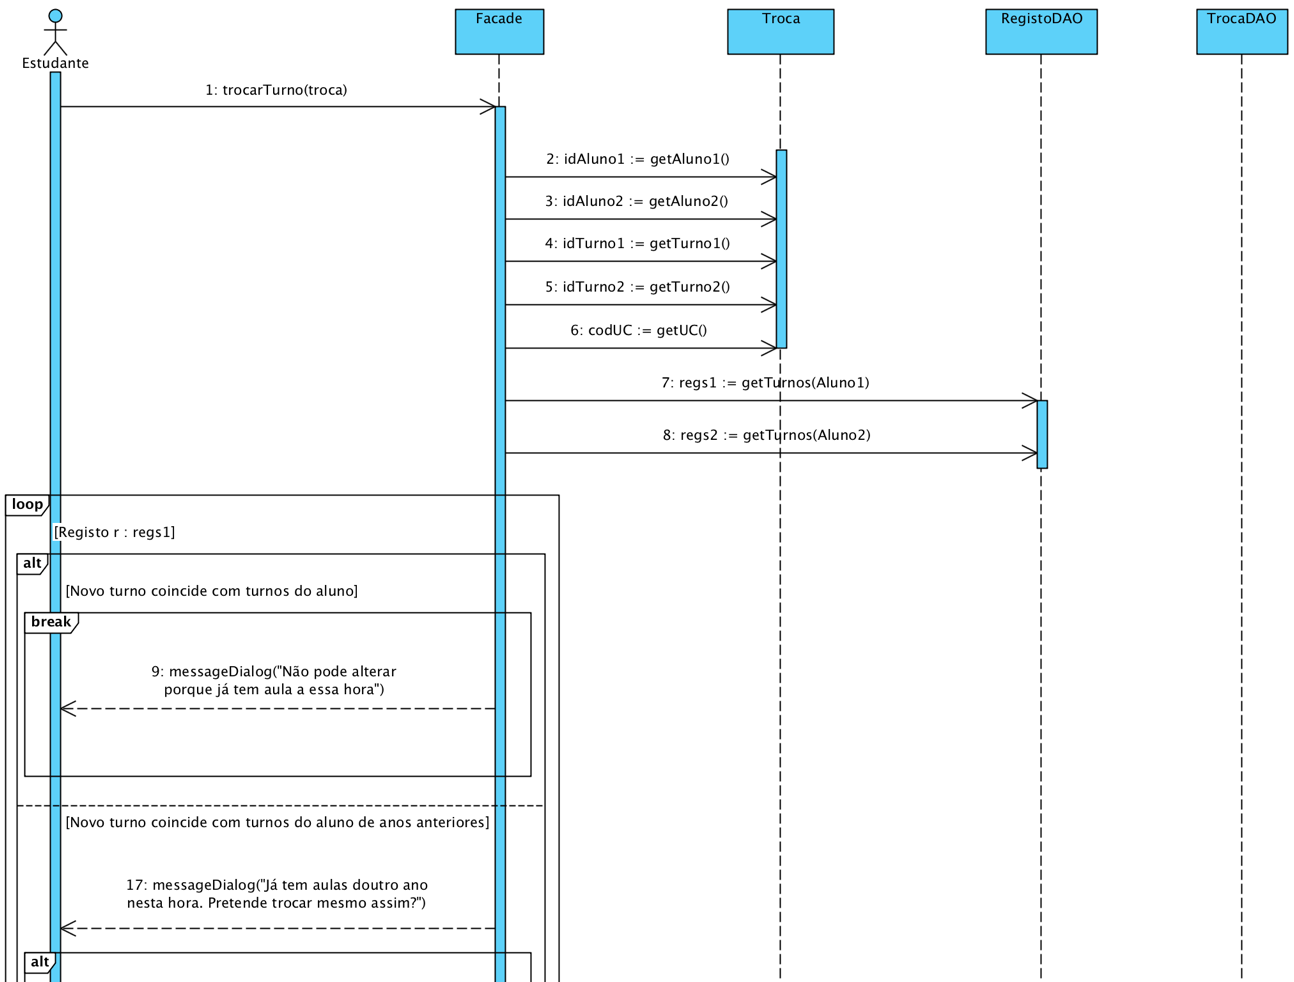 Facade
Troca
RegistoDAO
TrocaDAO
Estudante
1: trocarTurno(troca)
2: idAluno1 := getAluno1()
3: idAluno2 := getAluno2()
4: idTurno1 := getTurno1()
5: idTurno2 := getTurno2()
6: codUC := getUC()
7: regs1 := getTurnos(Aluno1)
8: regs2 := getTurnos(Aluno2)
loop
[Registo r : regs1]
alt
[Novo turno coincide com turnos do aluno]
break
9: messageDialog("Não pode alterar
porque já tem aula a essa hora")
[Novo turno coincide com turnos do aluno de anos anteriores]
17: messageDialog("Já tem aulas doutro ano
nesta hora. Pretende trocar mesmo assim?")
alt